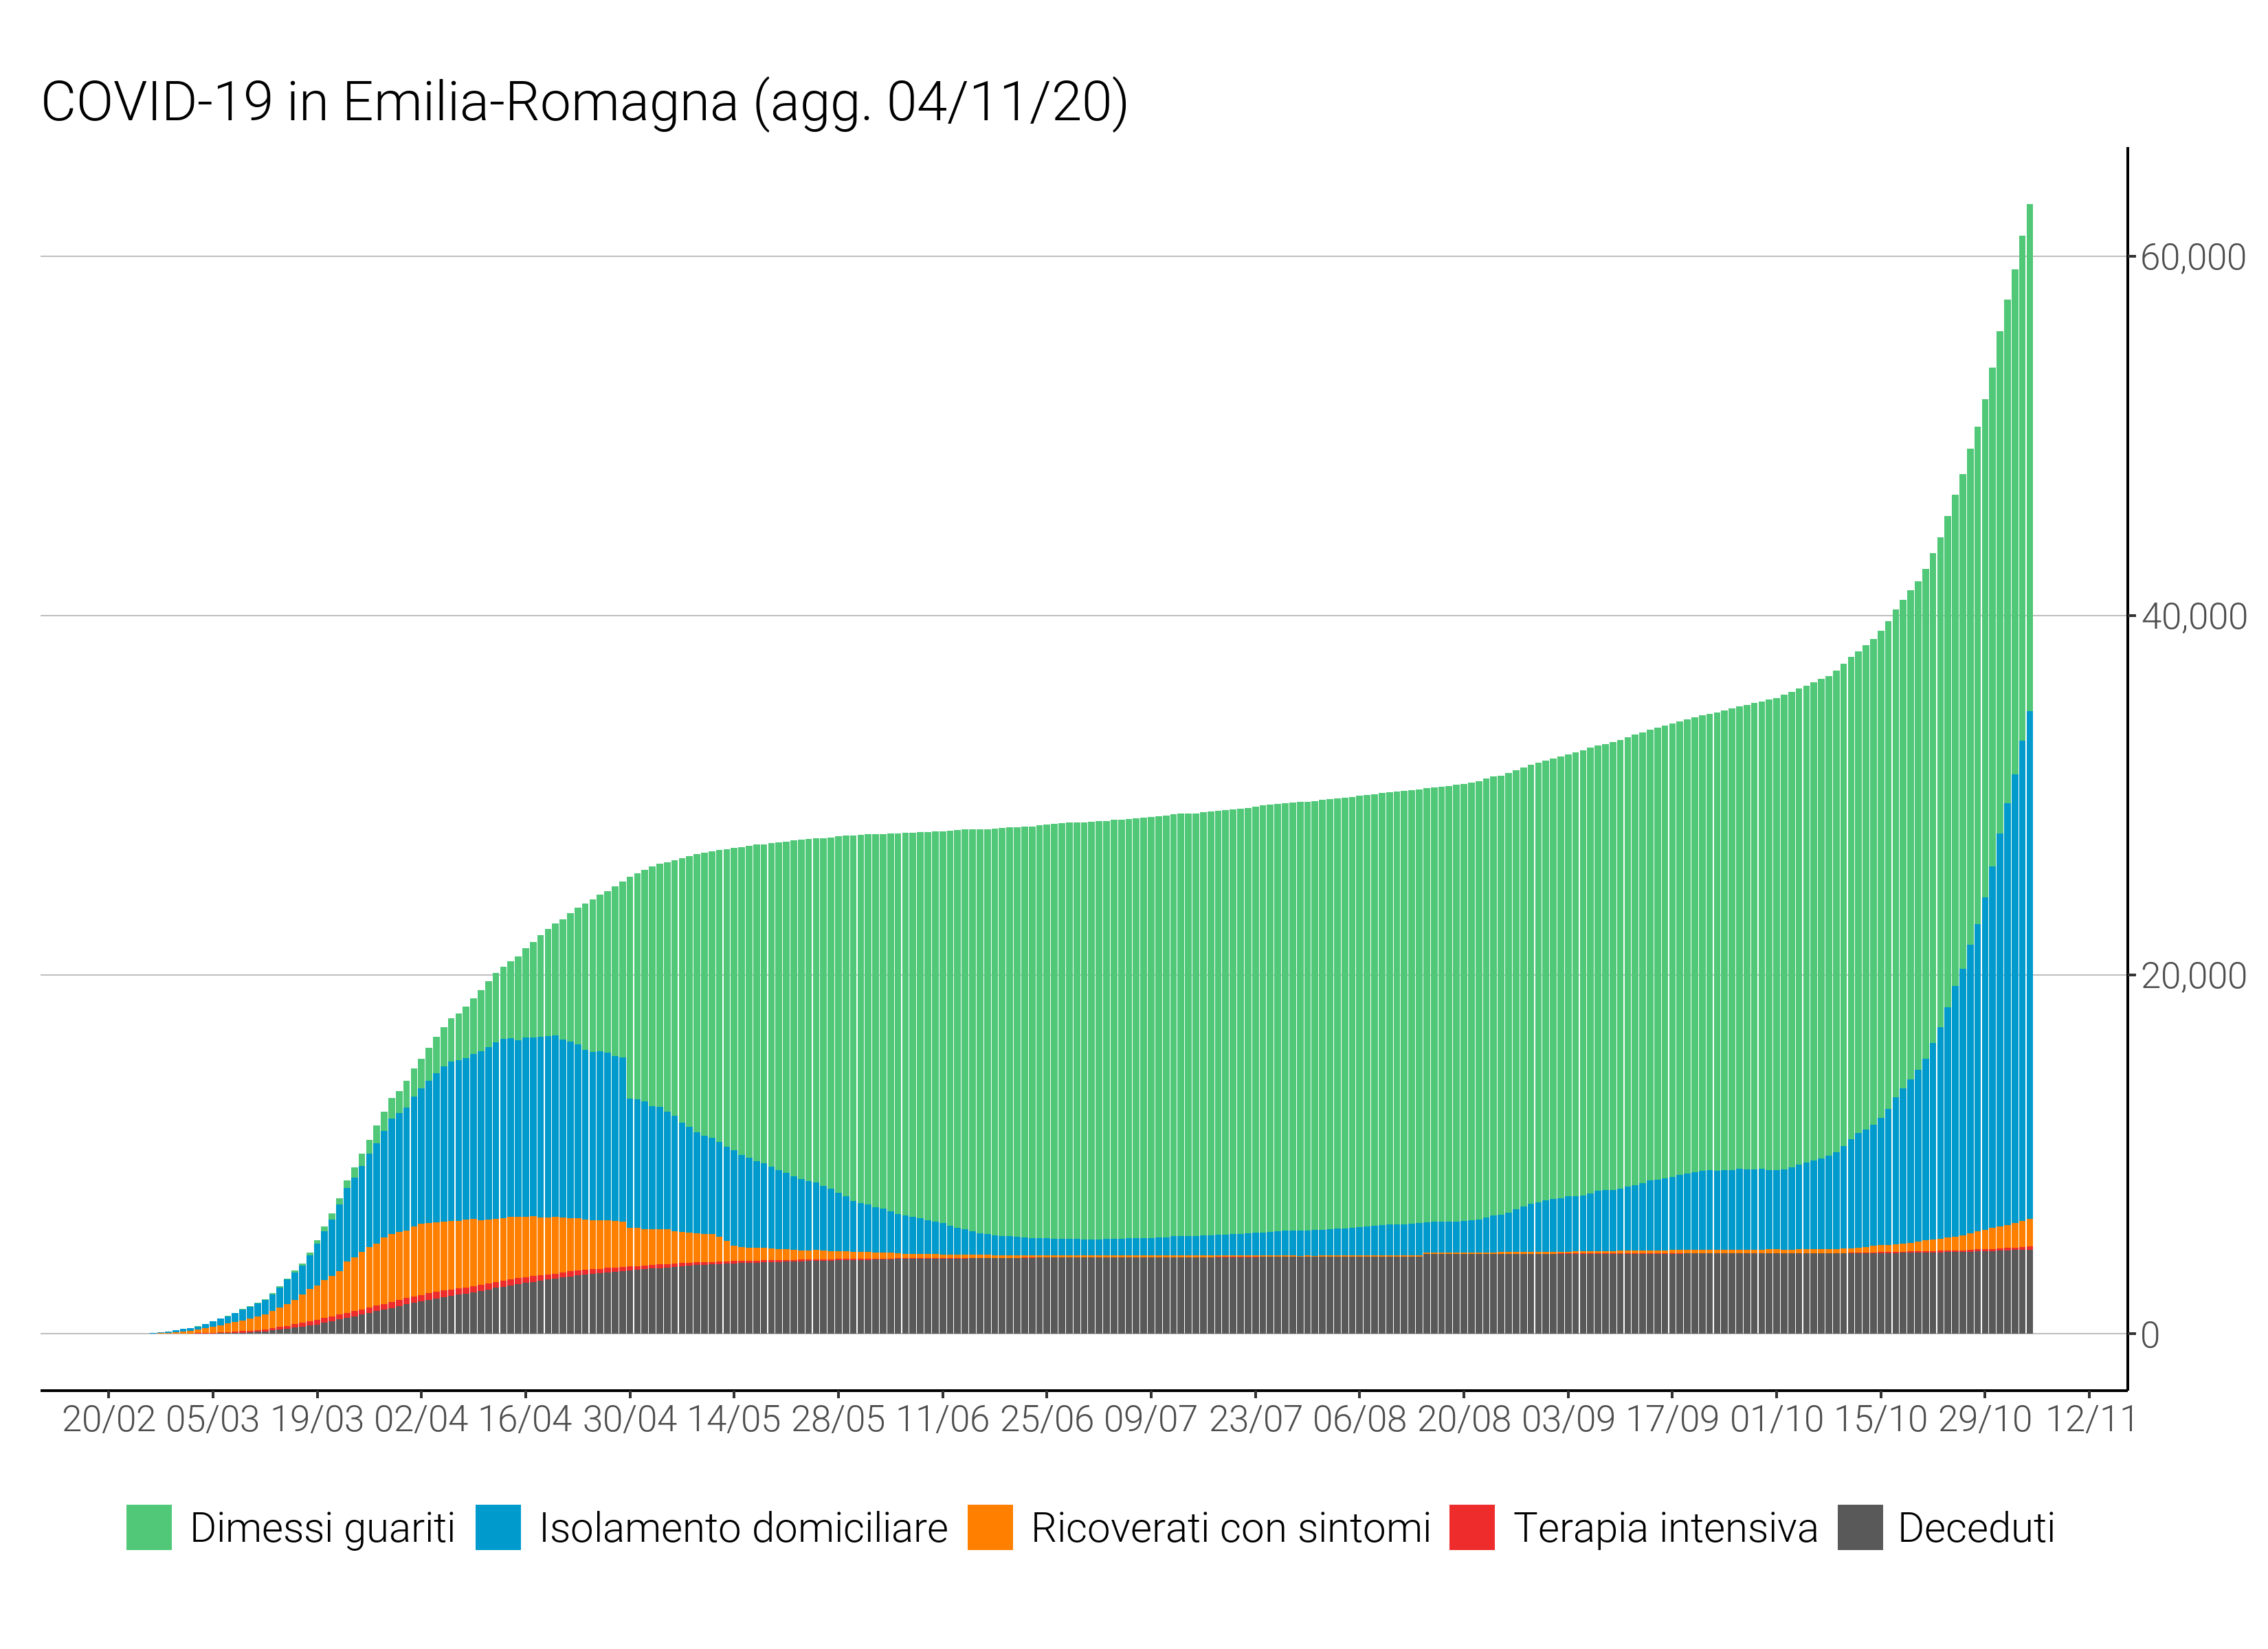 COVID-19 in Emilia-Romagna (agg. 04/11/20)
60,000
40,000
20,000
0
20/02 05/03 19/03 02/04 16/04 30/04 14/05 28/05 11/06 25/06 09/07 23/07 06/08 20/08 03/09 17/09 01/10 15/10 29/10 12/11
Dimessi guariti Isolamento domiciliare Ricoverati con sintomi Terapia intensiva Deceduti